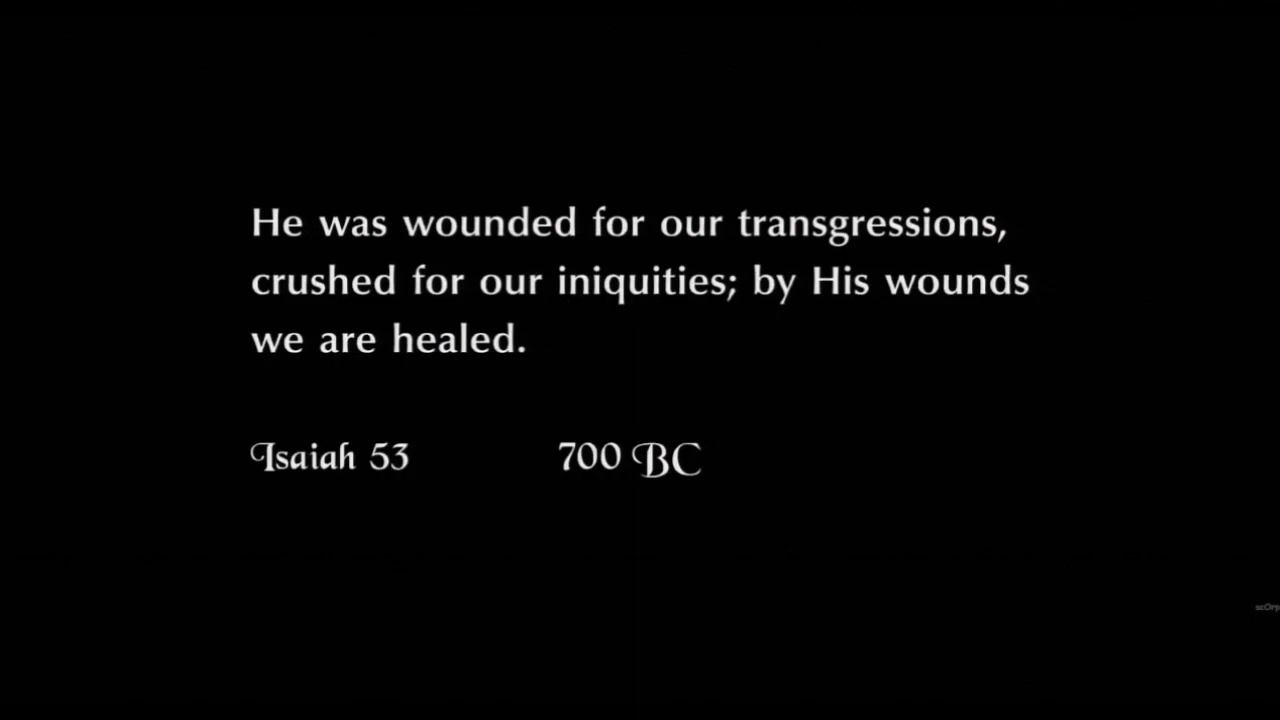 He was wounded for our transgressions,
crushed for our iniquities; by His wounds
we are healed.
Isaiah 53 700 BC